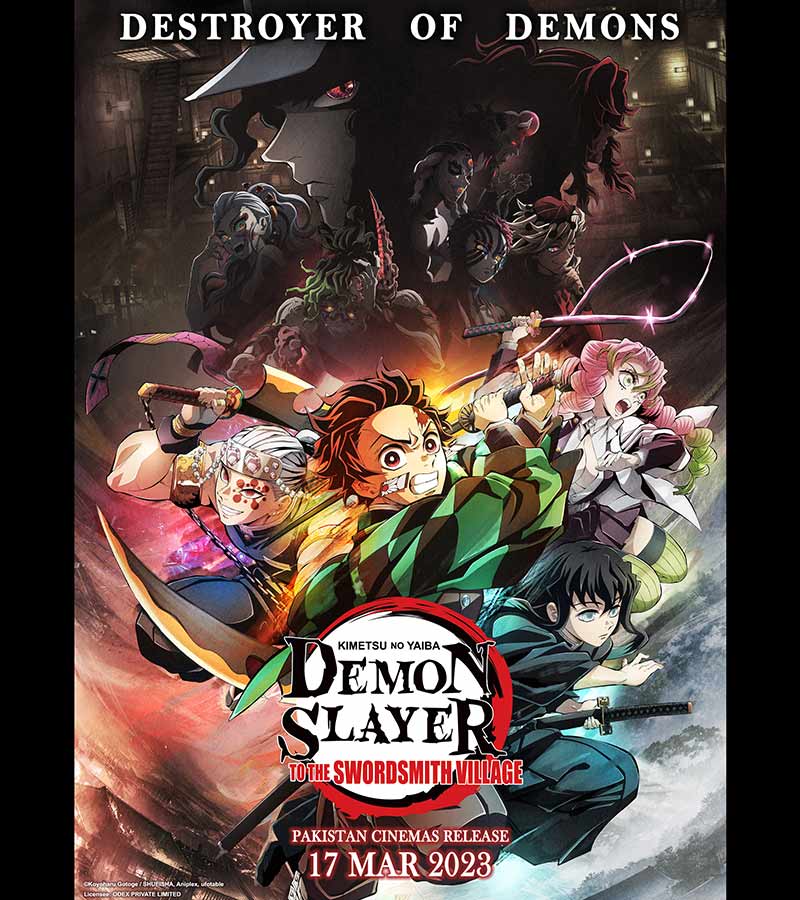 DESTROYER OF DEMONS
KIMETSU NO YAIBA
DEMON
SLAYER
TO THE SWORDSMITH VILLAGE
PAKISTAN CINEMAS RELEASE
17 MAR 2023
©Koyoharu Gotoge / SHUEISHA, Aniplex, ufotable
Licensee: ODEX PRIVATE LIMITED